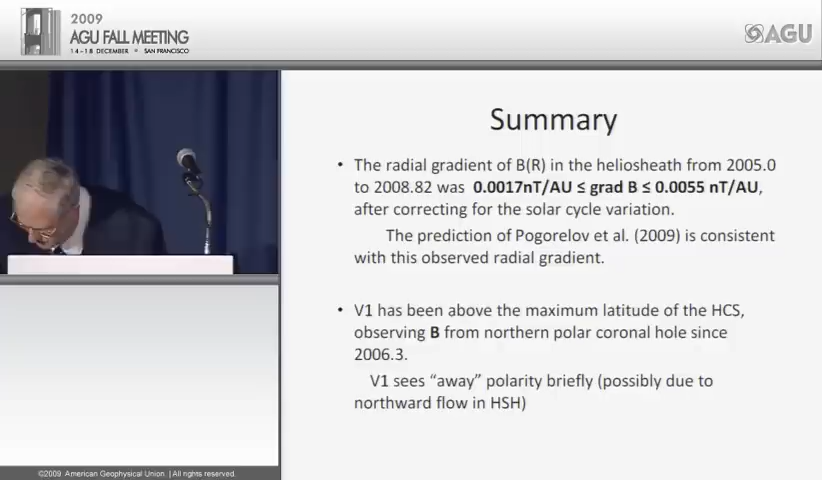 2009
AGU FALL MEETING
14 - 18 DECEMBER • SAN FRANCISCO
AGU
Summary
• The radial gradient of B(R) in the heliosheath from 2005.0
to 2008.82 was 0.0017nT/AU ≤ grad B ≤ 0.0055 nT/AU,
after correcting for the solar cycle variation.
The prediction of Pogorelov et al. (2009) is consistent
with this observed radial gradient.
• V1 has been above the maximum latitude of the HCS,
observing B from northern polar coronal hole since
2006.3.
V1 sees “away” polarity briefly (possibly due to
northward flow in HSH)
©2009 American Geophysical Union. | All rights reserved.